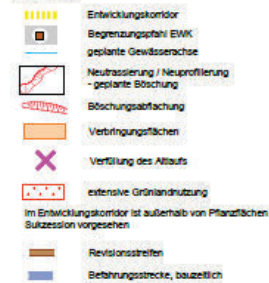 Entwicklungskorridor
Begrenzungspfahl EWK
geplante Gewässerachse
Neutrassierung / Neuprofilierung
- geplante Böschung
Böschungsabflachung
Verbringungsflächen
Verfüllung des Altlaufs
extensive Grünlandnutzung
Im Entwicklungskorridor ist außerhalb von Pflanzflächen
Sukzession vorgesehen
Revisionsstreifen
Befahrungsstrecke, bauzeitlich